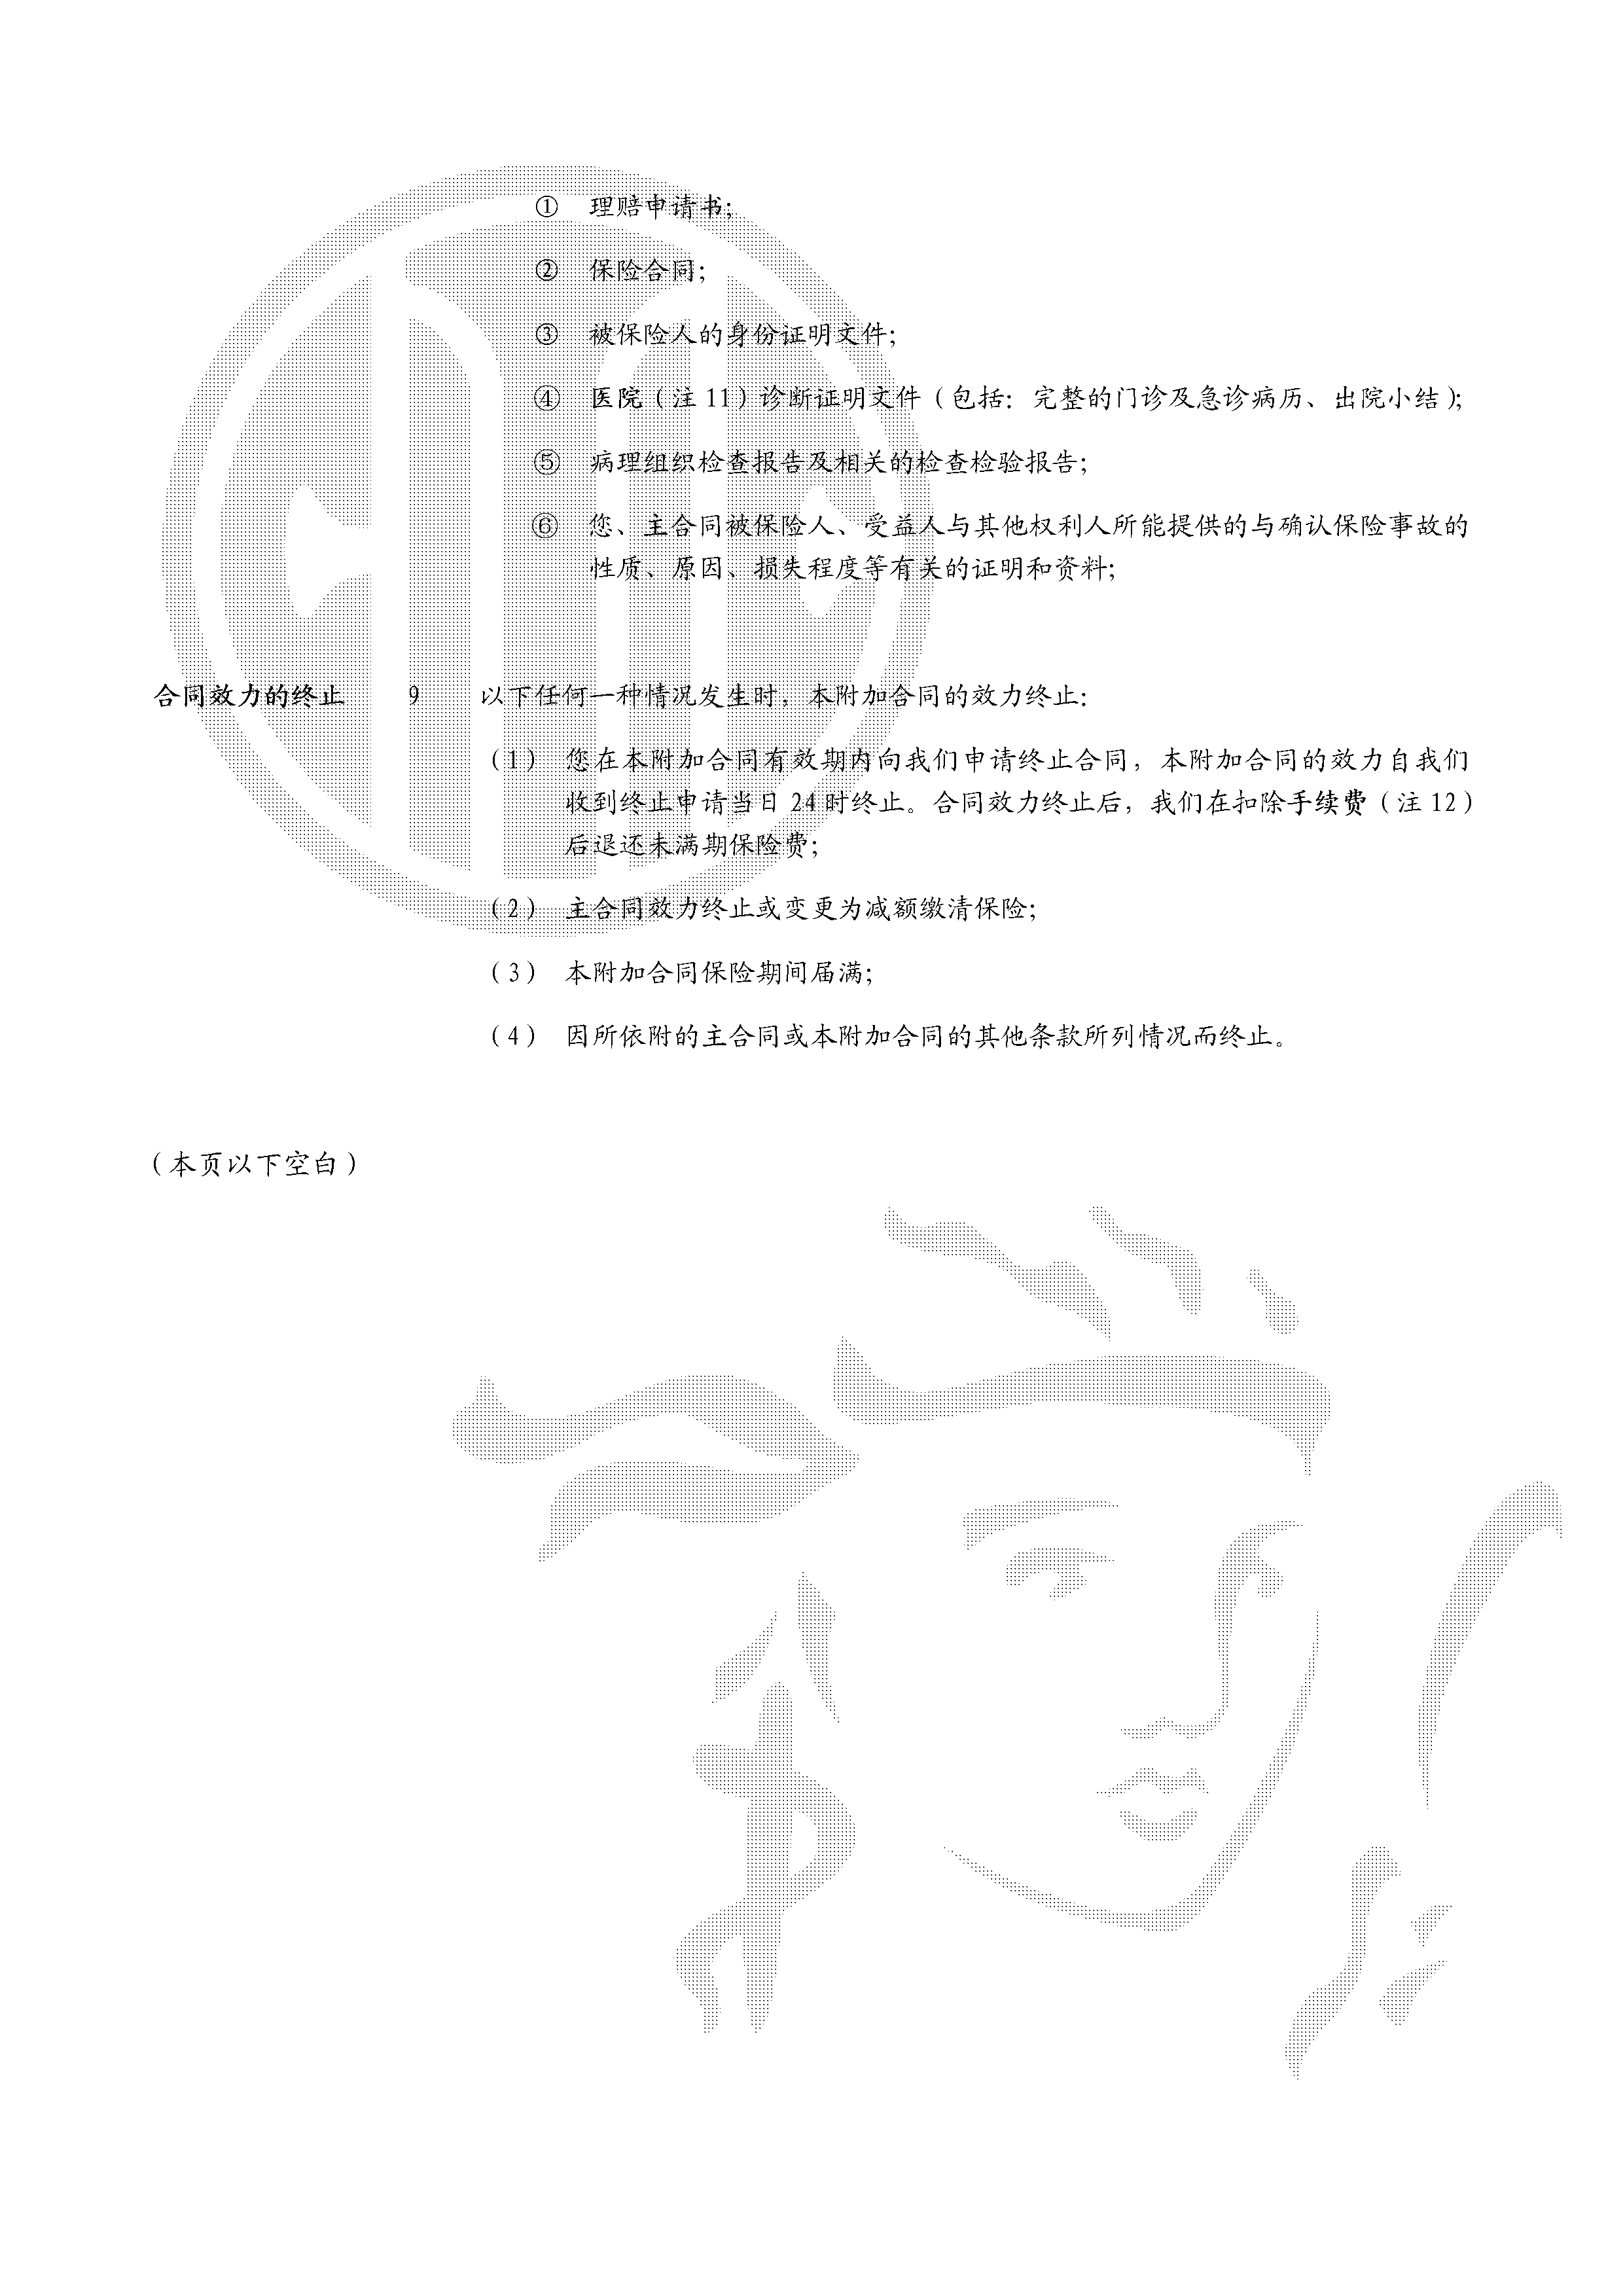 ① 理赔申请书；
② 保险合同；
③ 被保险人的身份证明文件；
④ 医院（注 11）诊断证明文件（包括：完整的门诊及急诊病历、出院小结）；
⑤ 病理组织检查报告及相关的检查检验报告；
⑥ 您、主合同被保险人、受益人与其他权利人所能提供的与确认保险事故的
性质、原因、损失程度等有关的证明和资料；
合同效力的终止 9 以下任何一种情况发生时，本附加合同的效力终止：
（1） 您在本附加合同有效期内向我们申请终止合同，本附加合同的效力自我们
收到终止申请当日 24 时终止。合同效力终止后，我们在扣除手续费（注 12）
后退还未满期保险费；
（2） 主合同效力终止或变更为减额缴清保险；
（3） 本附加合同保险期间届满；
（4） 因所依附的主合同或本附加合同的其他条款所列情况而终止。
（本页以下空白）